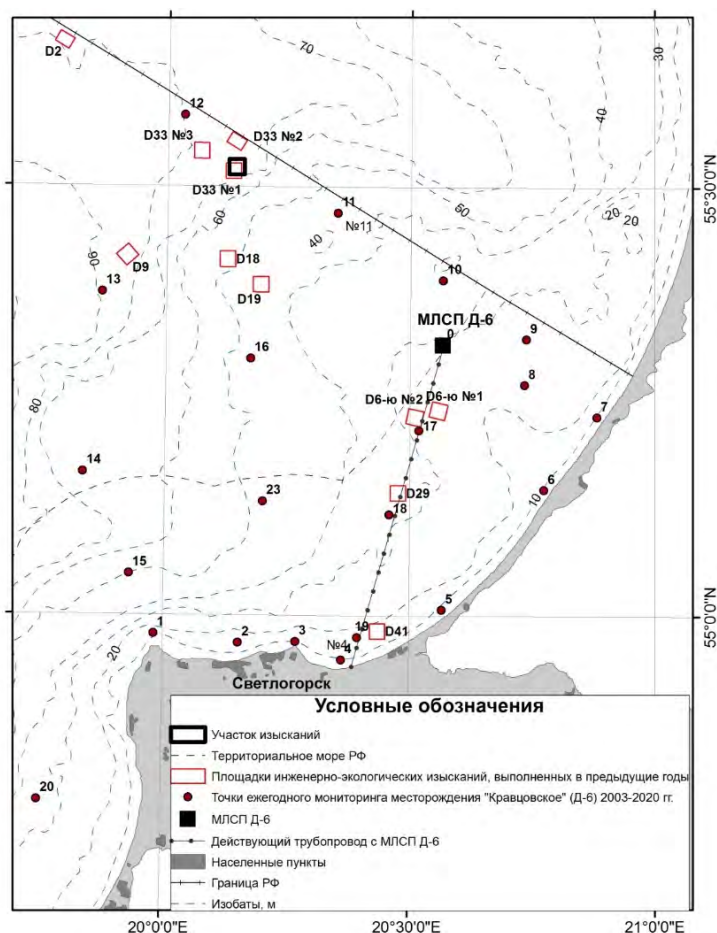 D2
70
30
12
40
D33 №3
D33 №2
D33 №1
55°30'0"N
60
11
№11
60
20
20
40
90
D9
D18
13
D19
10
МЛСП Д-6
0
9
16
8
D6-ю №2
D6-ю №1
7
80
17
14
6
D29
10
23
18
15
5
55°0'0"N
1
2
3
19
D41
№4
4
20
Светлогорск
Условные обозначения
Участок изысканий
Территориальное море РФ
Площадки инженерно-экологических изысканий, выполненных в предыдущие годы
20
Точки ежегодного мониторинга месторождения "Кравцовское" (Д-6) 2003-2020 гг.
МЛСП Д-6
Действующий трубопровод с МЛСП Д-6
Населенные пункты
Граница РФ
Изобаты, м
20°0'0"E
20°30'0"E
21°0'0"E